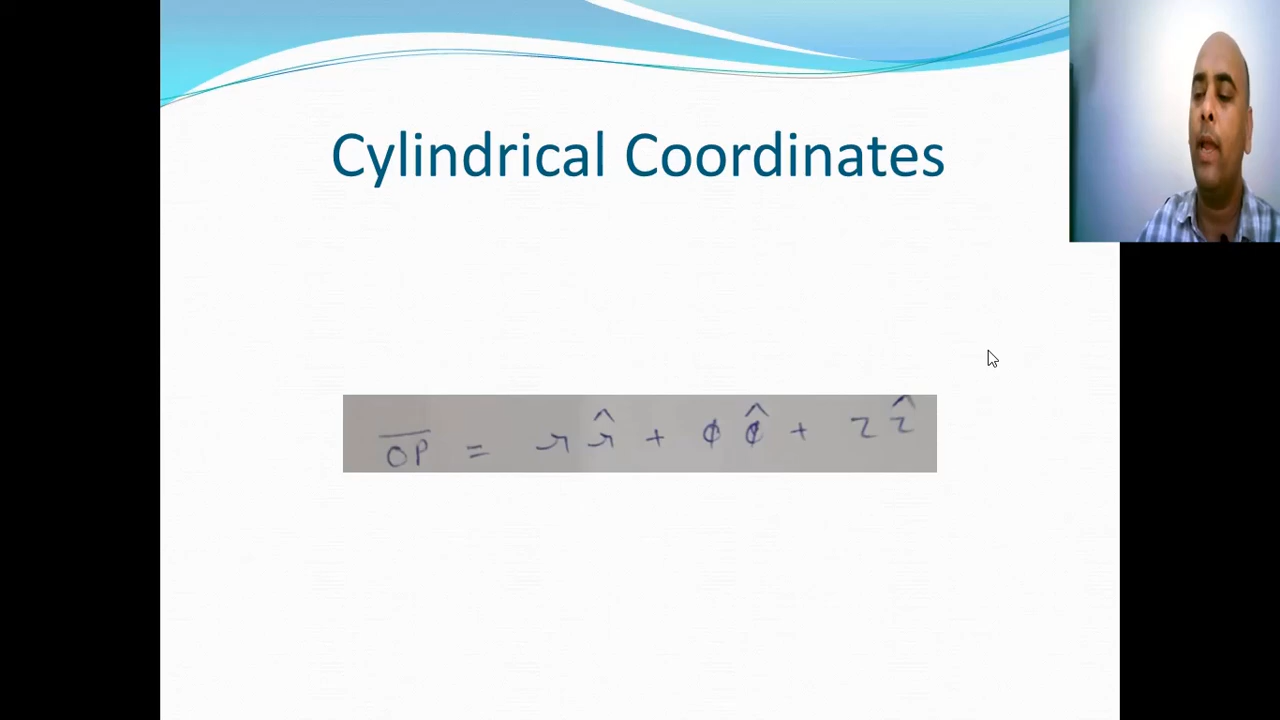 Cylindrical Coordinates
OP̅ = r r̂ + φ φ̂ + z ẑ